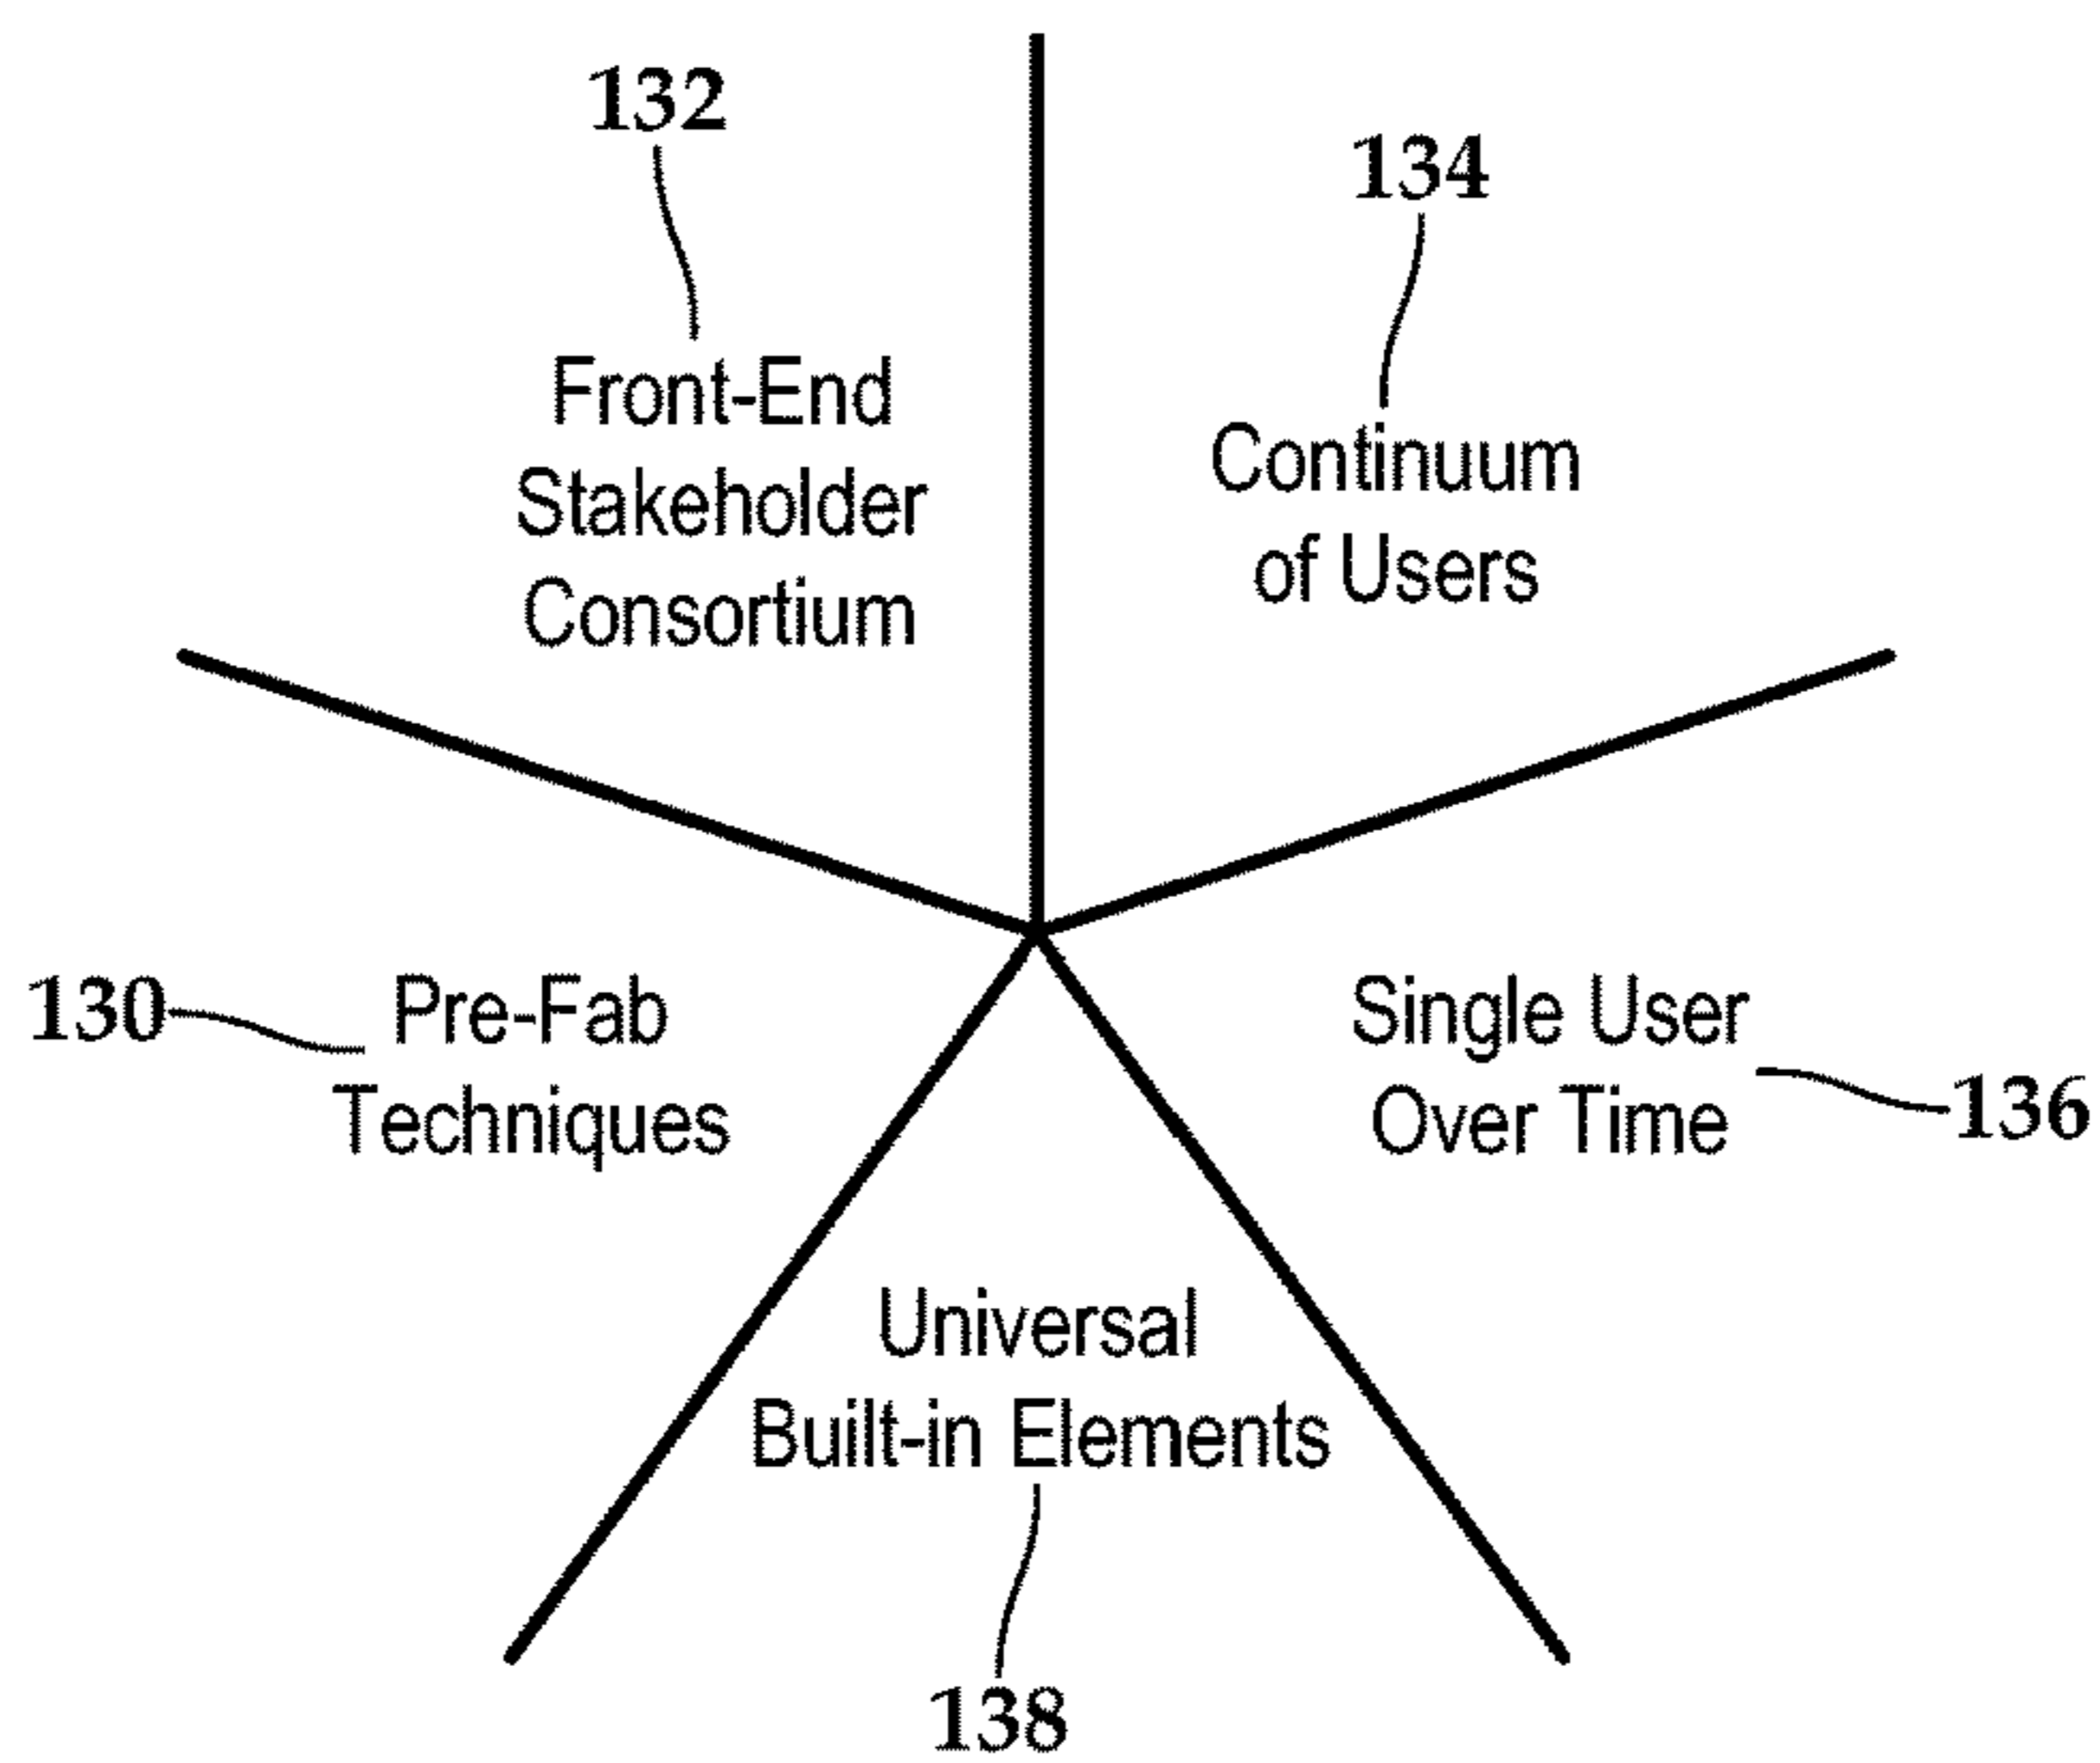 132
134
Front-End
Stakeholder
Consortium
Continuum
of Users
130
Pre-Fab
Techniques
Single User
Over Time
136
Universal
Built-in Elements
138